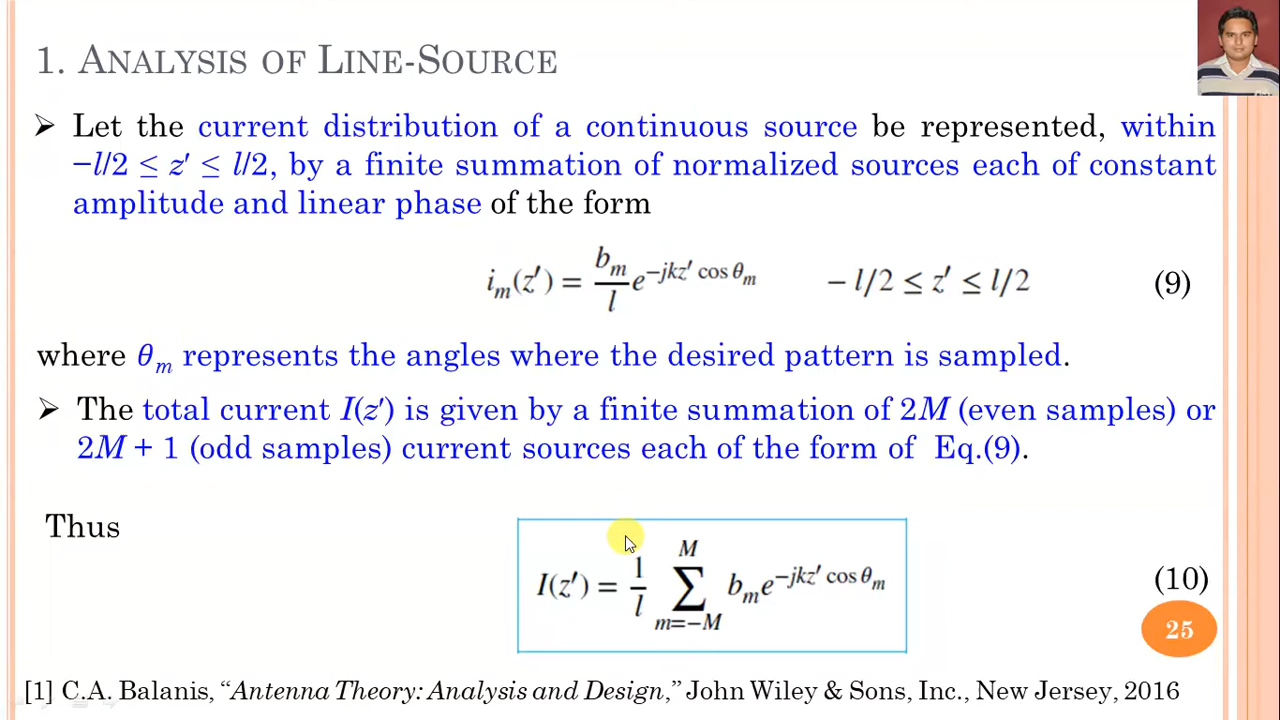 1. ANALYSIS OF LINE-SOURCE
➢ Let the current distribution of a continuous source be represented, within
−l/2 ≤ z′ ≤ l/2, by a finite summation of normalized sources each of constant
amplitude and linear phase of the form
i_m(z′) = (b_m/l) e^{−jkz′ cos θ_m}    − l/2 ≤ z′ ≤ l/2    (9)
where θ_m represents the angles where the desired pattern is sampled.
➢ The total current I(z′) is given by a finite summation of 2M (even samples) or
2M + 1 (odd samples) current sources each of the form of Eq.(9).
Thus
I(z′) = (1/l) ∑_{m=−M}^{M} b_m e^{−jkz′ cos θ_m}    (10)
25
[1] C.A. Balanis, “Antenna Theory: Analysis and Design,” John Wiley & Sons, Inc., New Jersey, 2016